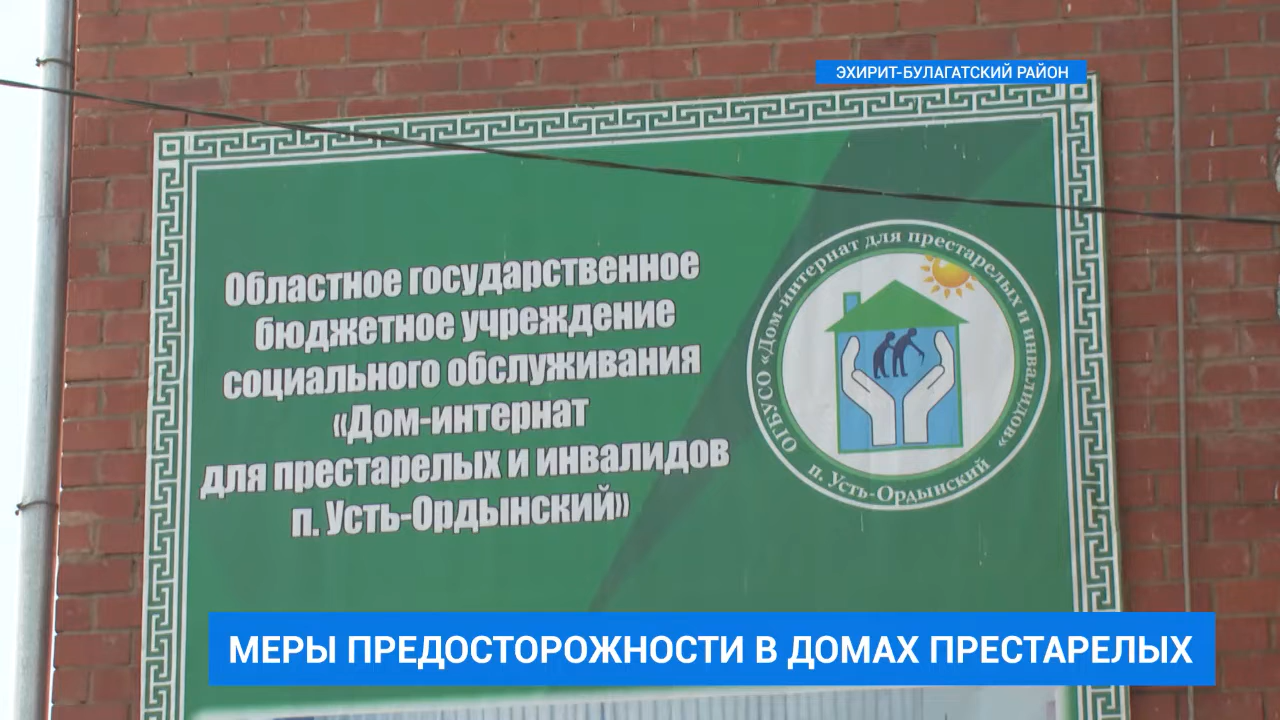 ЭХИРИТ-БУЛАГАТСКИЙ РАЙОН
Областное государственное
бюджетное учреждение
социального обслуживания
«Дом-интернат
для престарелых и инвалидов
п. Усть-Ордынский»
ОГБУСО «Дом-интернат для престарелых и инвалидов»
п. Усть-Ордынский
МЕРЫ ПРЕДОСТОРОЖНОСТИ В ДОМАХ ПРЕСТАРЕЛЫХ